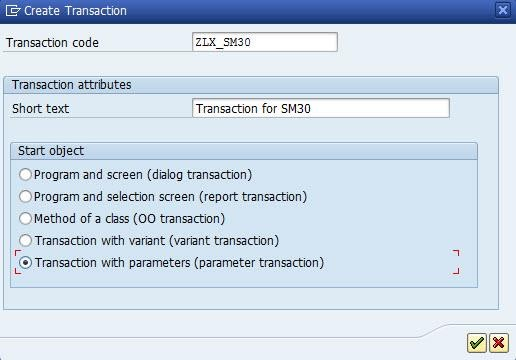 Create Transaction
Transaction code ZLX_SM30
Transaction attributes
Short text Transaction for SM30
Start object
Program and screen (dialog transaction)
Program and selection screen (report transaction)
Method of a class (OO transaction)
Transaction with variant (variant transaction)
Transaction with parameters (parameter transaction)